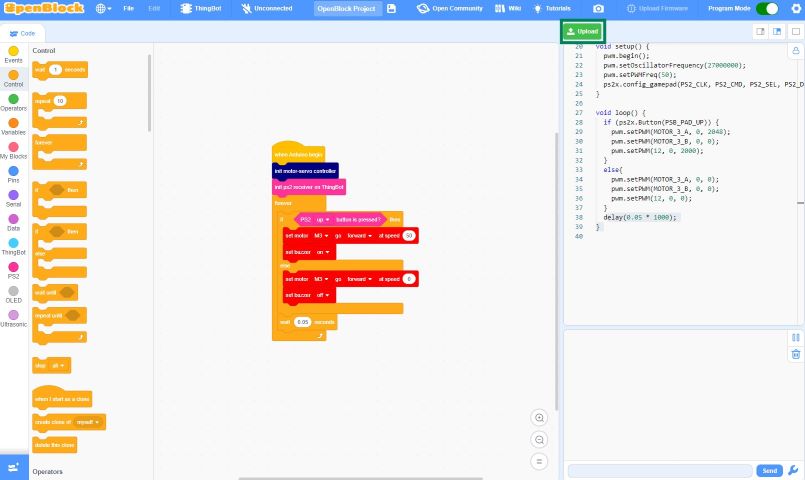 OpenBlock
File
Edit
ThingBot
Unconnected
OpenBlock Project
Open Community
Wiki
Tutorials
Upload Firmware
Program Mode
Code
Upload
Events
Control
Operators
Variables
My Blocks
Pins
Serial
Data
ThingBot
PS2
OLED
Ultrasonic
Control
wait 1 seconds
repeat 10
forever
if then
if then
else
wait until
repeat until
stop all
when I start as a clone
create clone of myself
delete this clone
Operators
when Arduino begin
init motor-servo controller
init ps2 receiver on ThingBot
forever
if PS2 up button is pressed? then
set motor M3 go forward at speed 50
set bazzer on
else
set motor M3 go forward at speed 0
set bazzer off
wait 0.05 seconds
20 void setup() {
21 pwm.begin();
22 pwm.setOscillatorFrequency(27000000);
23 pwm.setPWMFreq(50);
24 ps2x.config_gamepad(PS2_CLK, PS2_CMD, PS2_SEL, PS2_D
25 }
26
27 void loop() {
28 if (ps2x.Button(PSB_PAD_UP)) {
29 pwm.setPWM(MOTOR_3_A, 0, 2048);
30 pwm.setPWM(MOTOR_3_B, 0, 0);
31 pwm.setPWM(12, 0, 2000);
32 }
33 else{
34 pwm.setPWM(MOTOR_3_A, 0, 0);
35 pwm.setPWM(MOTOR_3_B, 0, 0);
36 pwm.setPWM(12, 0, 0);
37 }
38 delay(0.05 * 1000);
39 }
40
Send